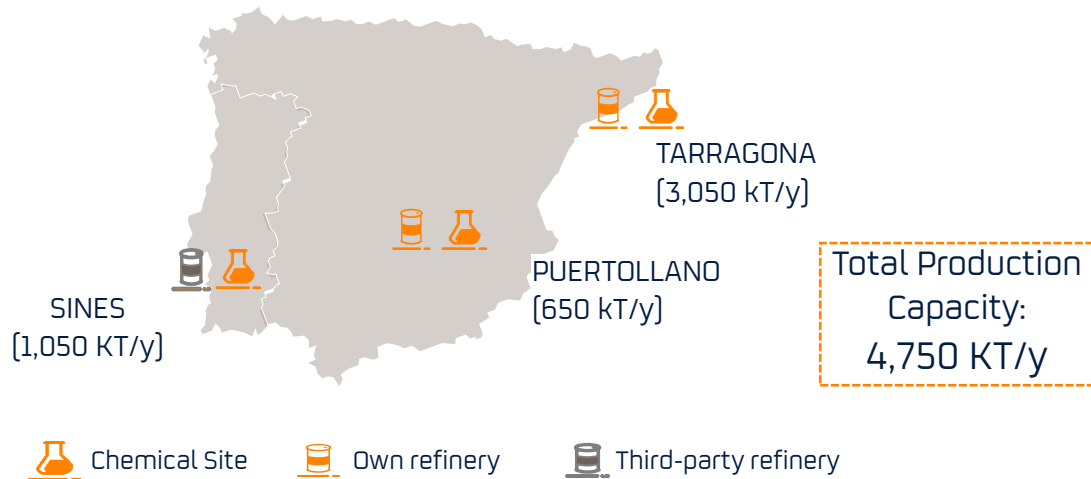 TARRAGONA
(3,050 KT/y)
PUERTOLLANO
(650 KT/y)
SINES
(1,050 KT/y)
Total Production
Capacity:
4,750 KT/y
Chemical Site
Own refinery
Third-party refinery